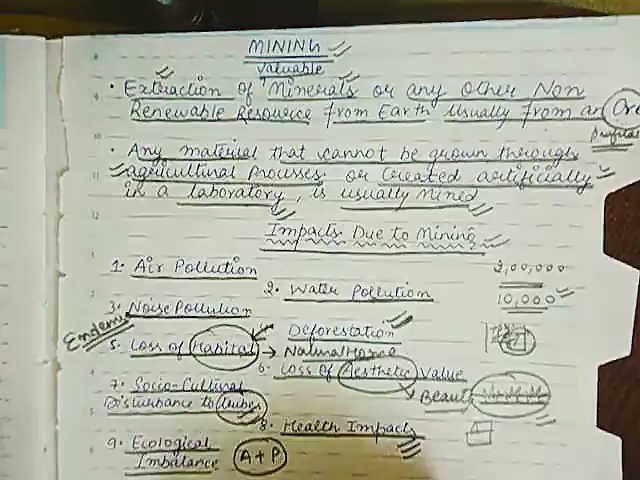 MINING
Valuable
• Extraction of Minerals or any other Non
Renewable Resource from Earth Usually from an Ore
• Any material that cannot be grown through
agricultural processes or Created artificially
in a laboratory, is usually mined
Impacts Due to Mining
1. Air Pollution
2,00,000
2. Water Pollution
10,000
3. Noise Pollution
Deforestation
Endemic
5. Loss of Habitat → Natural Home
6. Loss of Aesthetic Value
7. Socio-Cultural
Beauty
Disturbance to Tribes
8. Health Impacts
9. Ecological
Imbalance
A+P